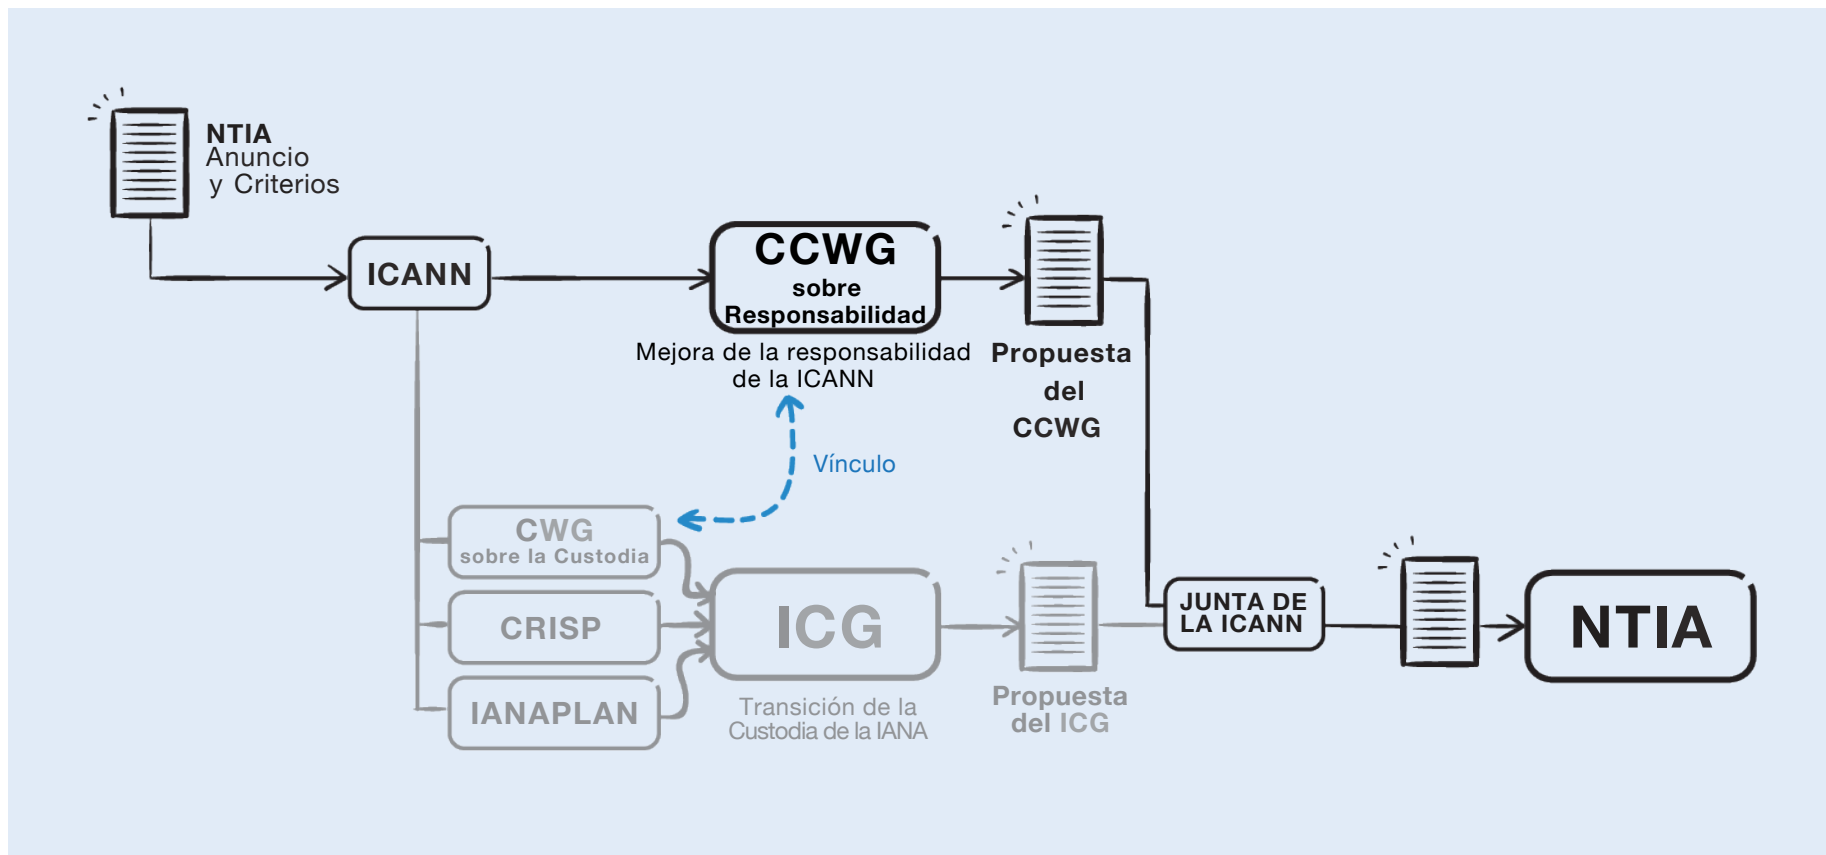 NTIA
Anuncio
y Criterios
ICANN
CCWG
sobre
Responsabilidad
Mejora de la responsabilidad
de la ICANN
Propuesta
del
CCWG
Vínculo
CWG
sobre la Custodia
CRISP
IANAPLAN
ICG
Transición de la
Custodia de la IANA
Propuesta
del ICG
JUNTA DE
LA ICANN
NTIA